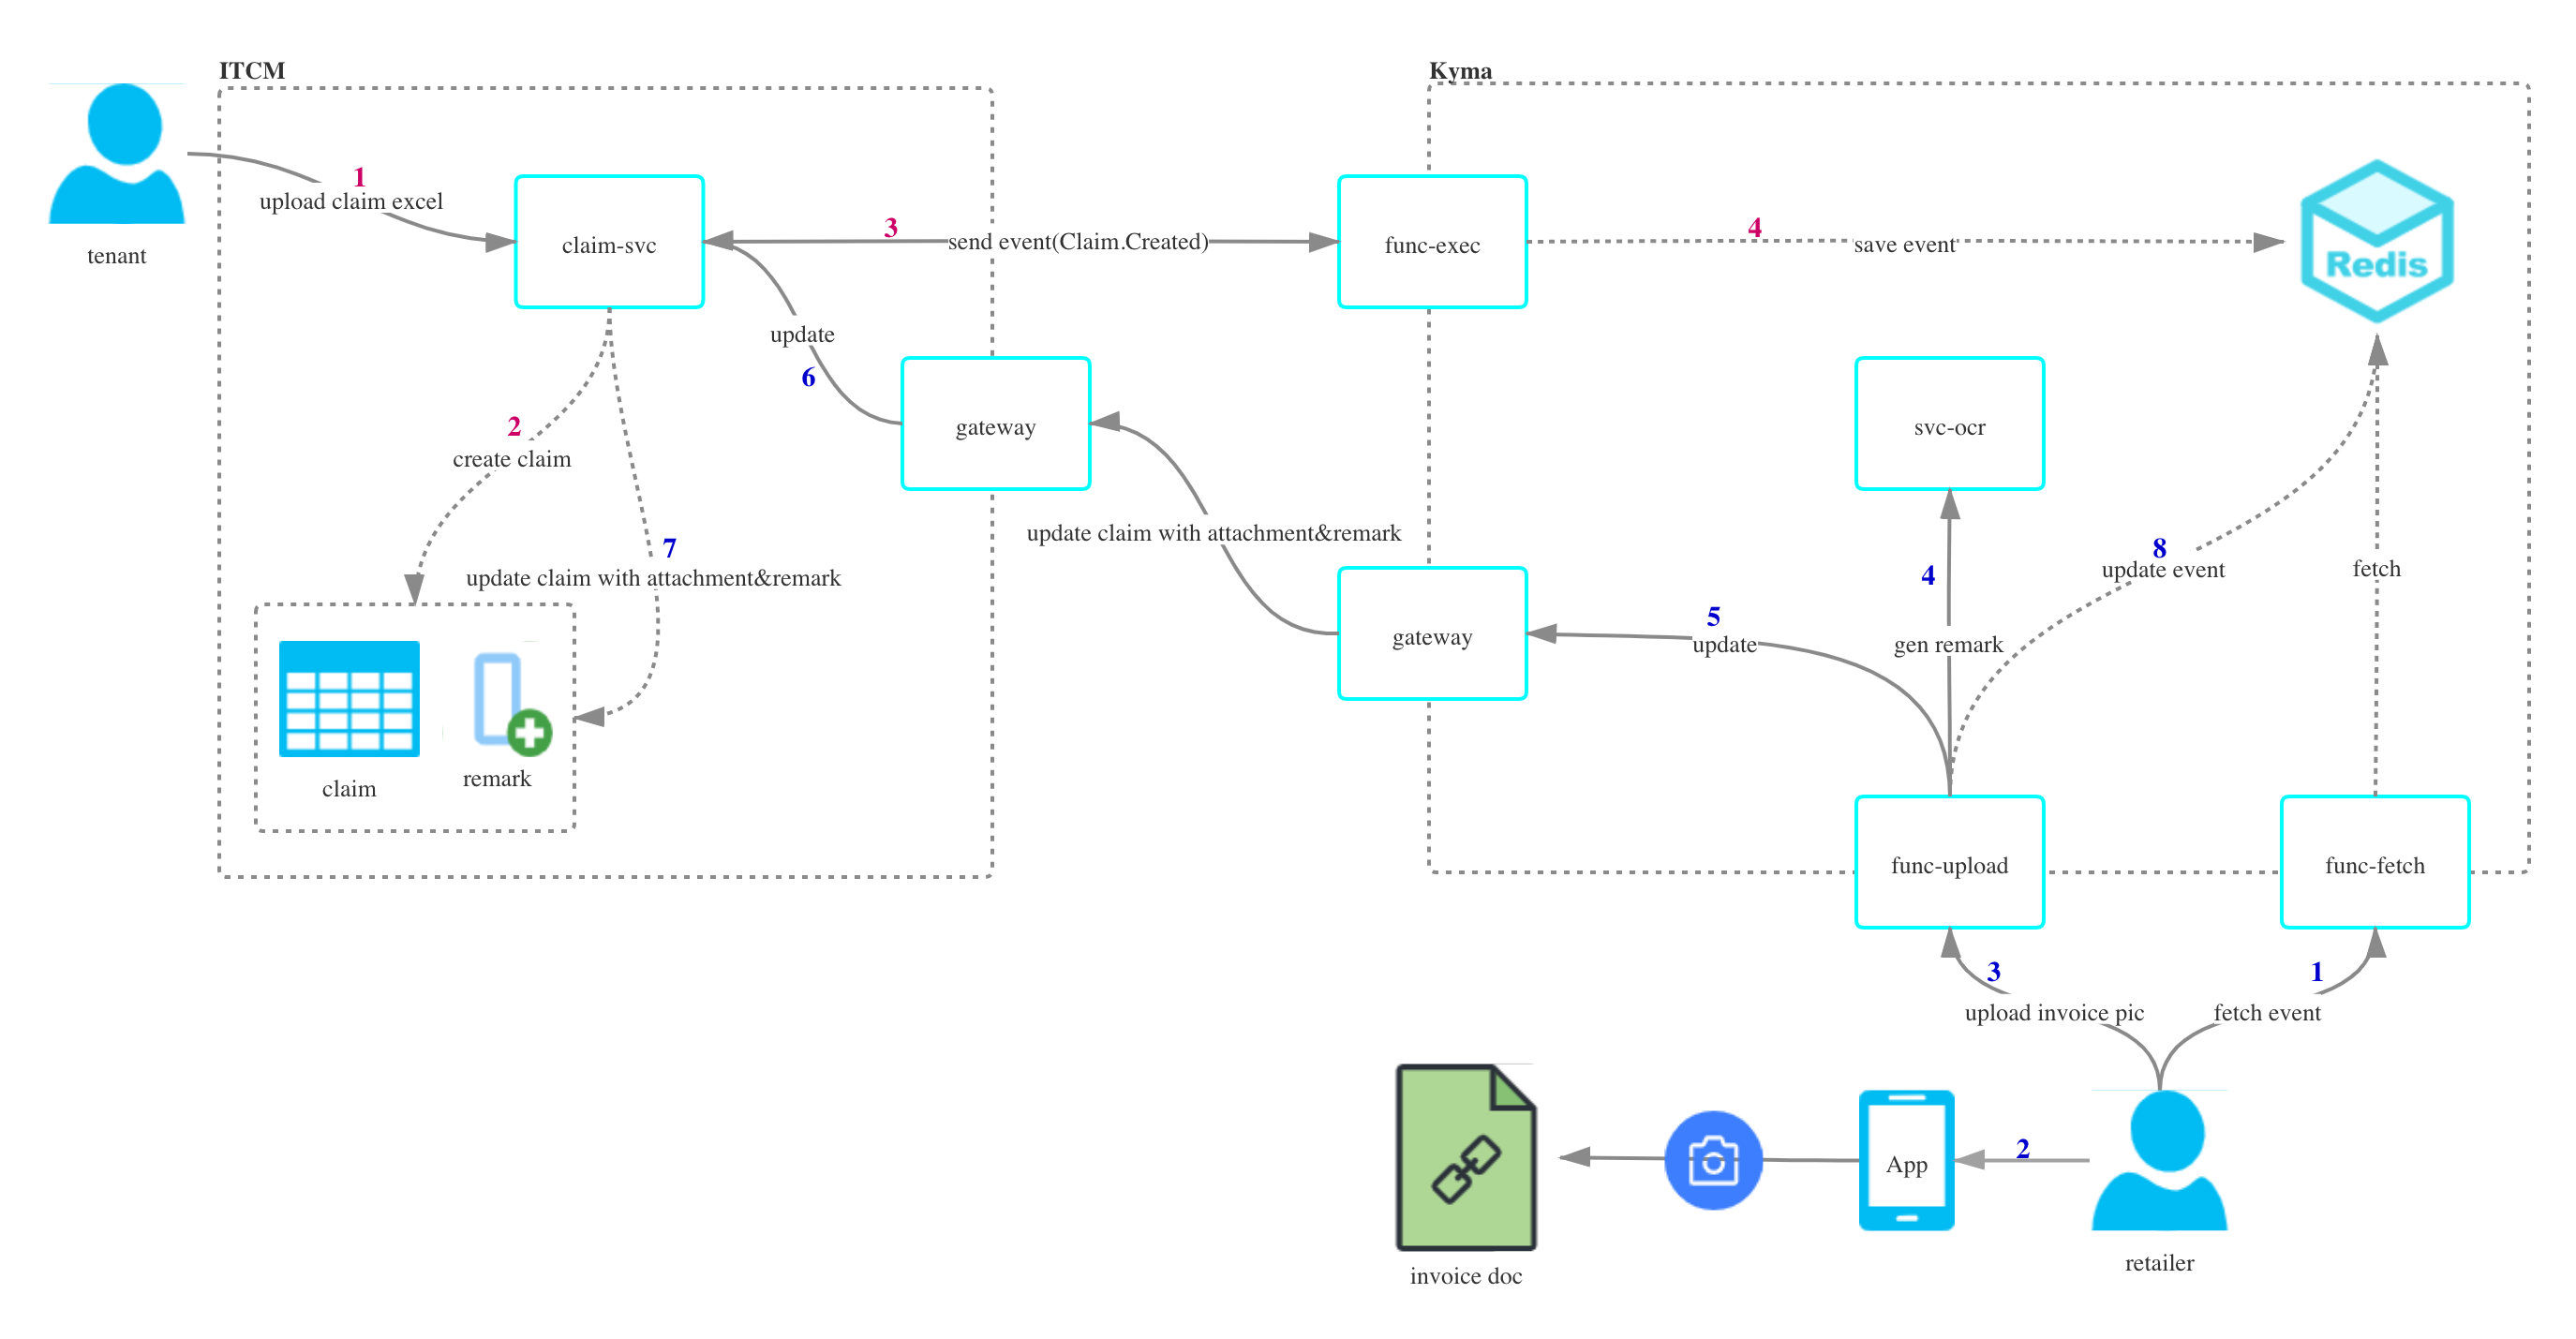 ITCM
Kyma
1
upload claim excel
tenant
claim-svc
3
send event(Claim.Created)
func-exec
4
save event
Redis
update
6
gateway
svc-ocr
2
create claim
7
update claim with attachment&remark
update claim with attachment&remark
8
update event
fetch
4
5
update
gen remark
gateway
claim
remark
func-upload
func-fetch
3
1
upload invoice pic
fetch event
App
2
invoice doc
retailer